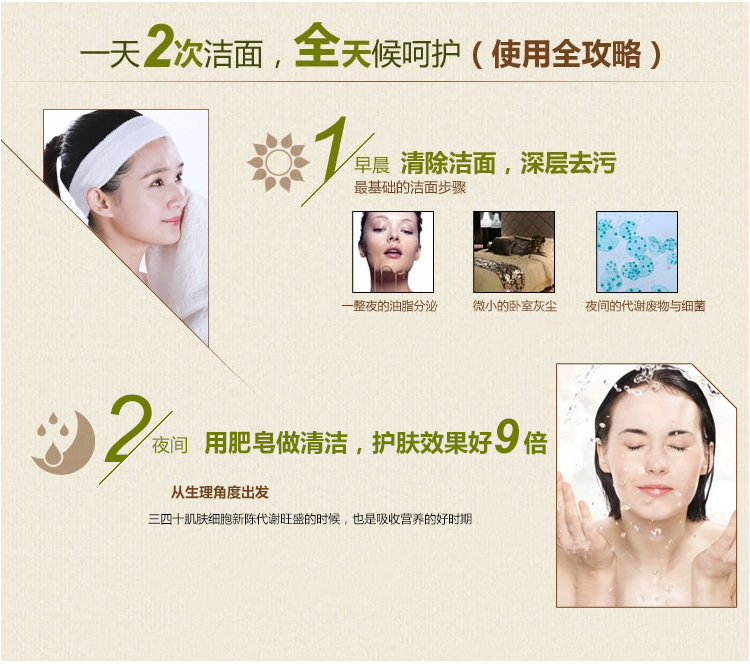 一天2次洁面，全天候呵护（使用全攻略）
1 早晨 清除洁面，深层去污
最基础的洁面步骤
一整夜的油脂分泌 微小的卧室灰尘 夜间的代谢废物与细菌
2 夜间 用肥皂做清洁，护肤效果好9倍
从生理角度出发
三四十肌肤细胞新陈代谢旺盛的时候，也是吸收营养的好时期